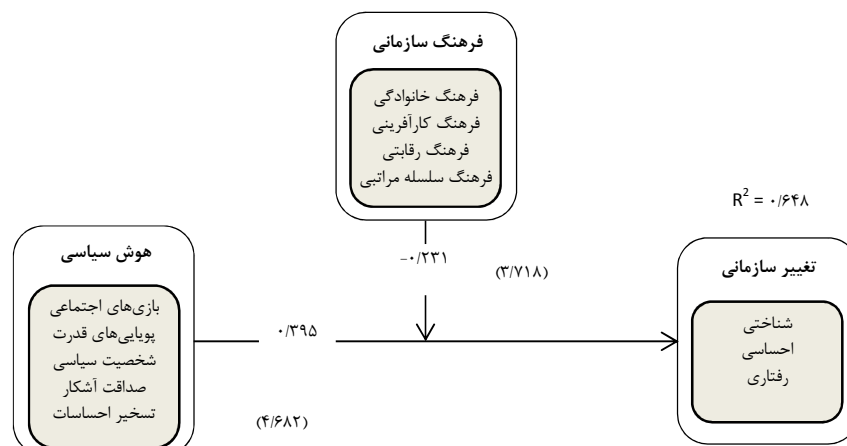 فرهنگ سازمانی
فرهنگ خانوادگی
فرهنگ کارآفرینی
فرهنگ رقابتی
فرهنگ سلسله مراتبی
R² = ۰/۶۴۸
−۰/۲۳۱
(۳/۷۱۸)
هوش سیاسی
بازی‌های اجتماعی
پویایی‌های قدرت
شخصیت سیاسی
صداقت آشکار
تسخیر احساسات
۰/۳۹۵
(۴/۶۸۲)
تغییر سازمانی
شناختی
احساسی
رفتاری